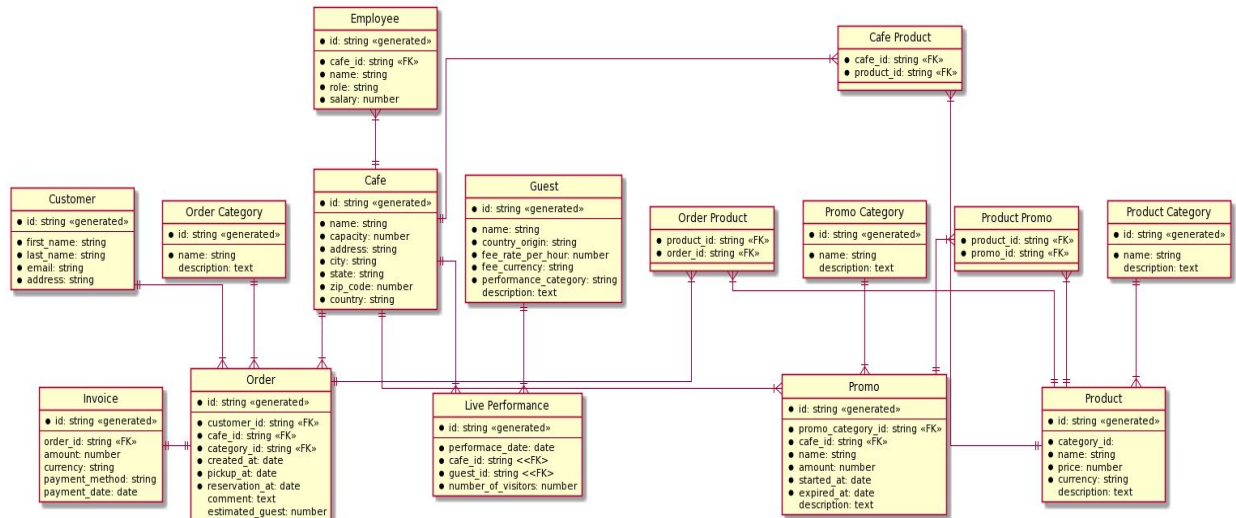 Employee
id: string «generated»
cafe_id: string «FK»
name: string
role: string
salary: number
Cafe Product
cafe_id: string «FK»
product_id: string «FK»
Customer
id: string «generated»
first_name: string
last_name: string
email: string
address: string
Order Category
id: string «generated»
name: string
description: text
Cafe
id: string «generated»
name: string
capacity: number
address: string
city: string
state: string
zip_code: number
country: string
Guest
id: string «generated»
name: string
country_origin: string
fee_rate_per_hour: number
fee_currency: string
performance_category: string
description: text
Order Product
product_id: string «FK»
order_id: string «FK»
Promo Category
id: string «generated»
name: string
description: text
Product Promo
product_id: string «FK»
promo_id: string «FK»
Product Category
id: string «generated»
name: string
description: text
Invoice
id: string «generated»
order_id: string «FK»
amount: number
currency: string
payment_method: string
payment_date: date
Order
id: string «generated»
customer_id: string «FK»
cafe_id: string «FK»
category_id: string «FK»
created_at: date
pickup_at: date
reservation_at: date
comment: text
estimated_guest: number
Live Performance
id: string «generated»
performace_date: date
cafe_id: string <<FK>
guest_id: string <<FK>
number_of_visitors: number
Promo
id: string «generated»
promo_category_id: string «FK»
cafe_id: string «FK»
name: string
amount: number
started_at: date
expired_at: date
description: text
Product
id: string «generated»
category_id:
name: string
price: number
currency: string
description: text